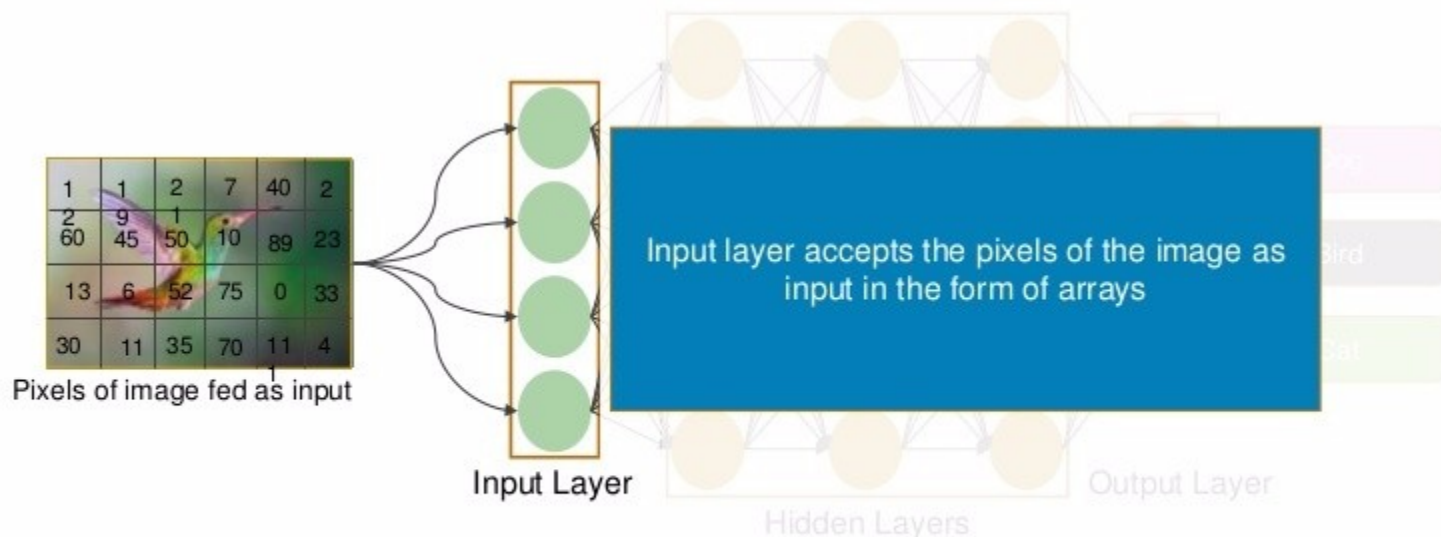 1 1 2 7 40 2
2 9 1
60 45 50 10 89 23
13 6 52 75 0 33
30 11 35 70 11 4
1
Pixels of image fed as input
Input Layer
Input layer accepts the pixels of the image as
input in the form of arrays
Bird
Cat
Output Layer
Hidden Layers